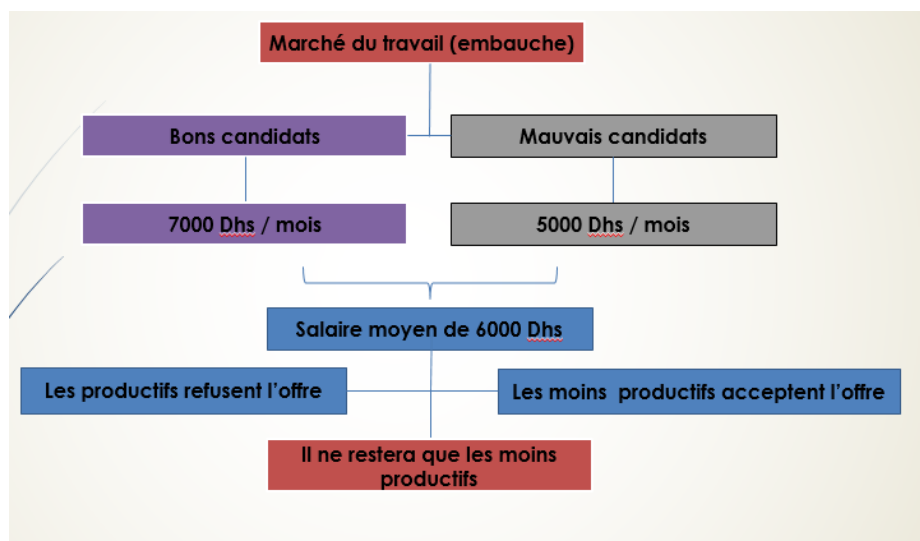 Marché du travail (embauche)
Bons candidats
Mauvais candidats
7000 Dhs / mois
5000 Dhs / mois
Salaire moyen de 6000 Dhs
Les productifs refusent l’offre
Les moins  productifs acceptent l’offre
Il ne restera que les moins
productifs